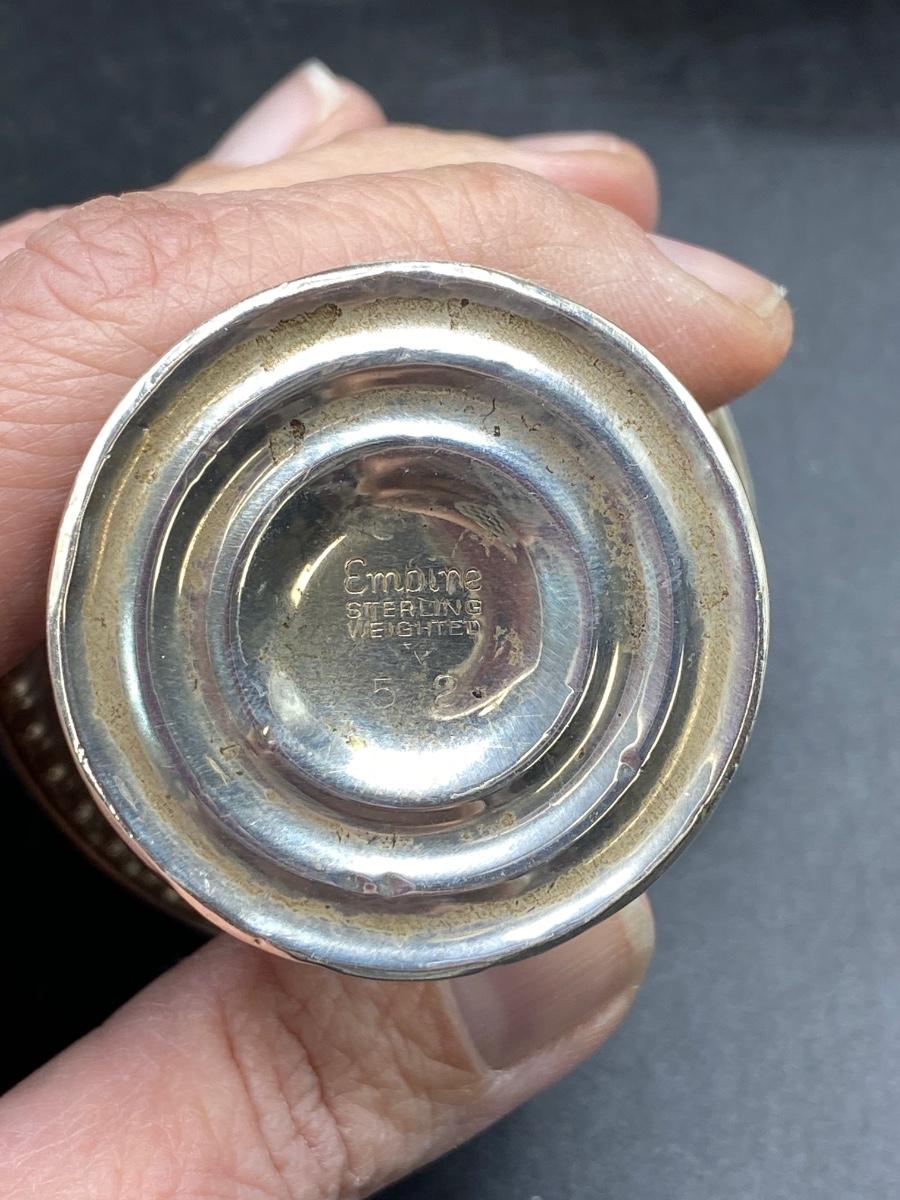 Empire
STERLING
WEIGHTED
5 2